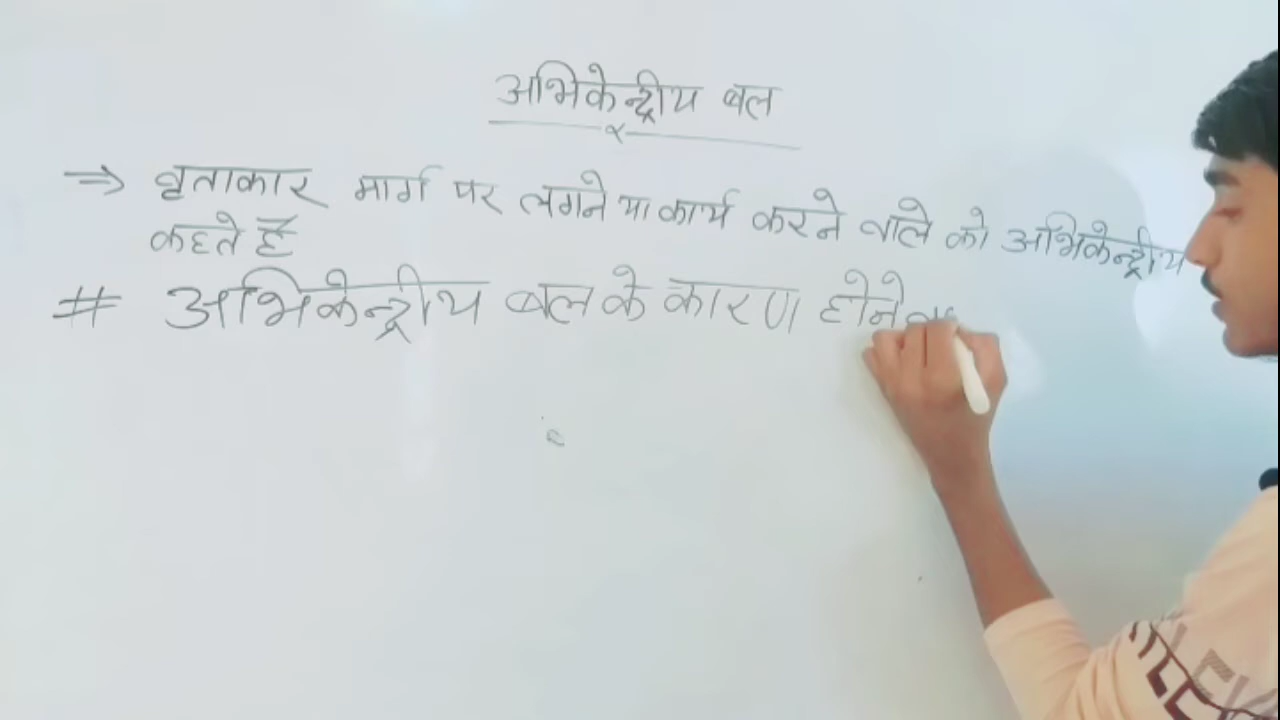 अभिकेन्द्रीय बल
⇒ वृताकार मार्ग पर लगने या कार्य करने वाले को अभिकेन्द्रीय
कहते हैं
# अभिकेन्द्रीय बल के कारण होने